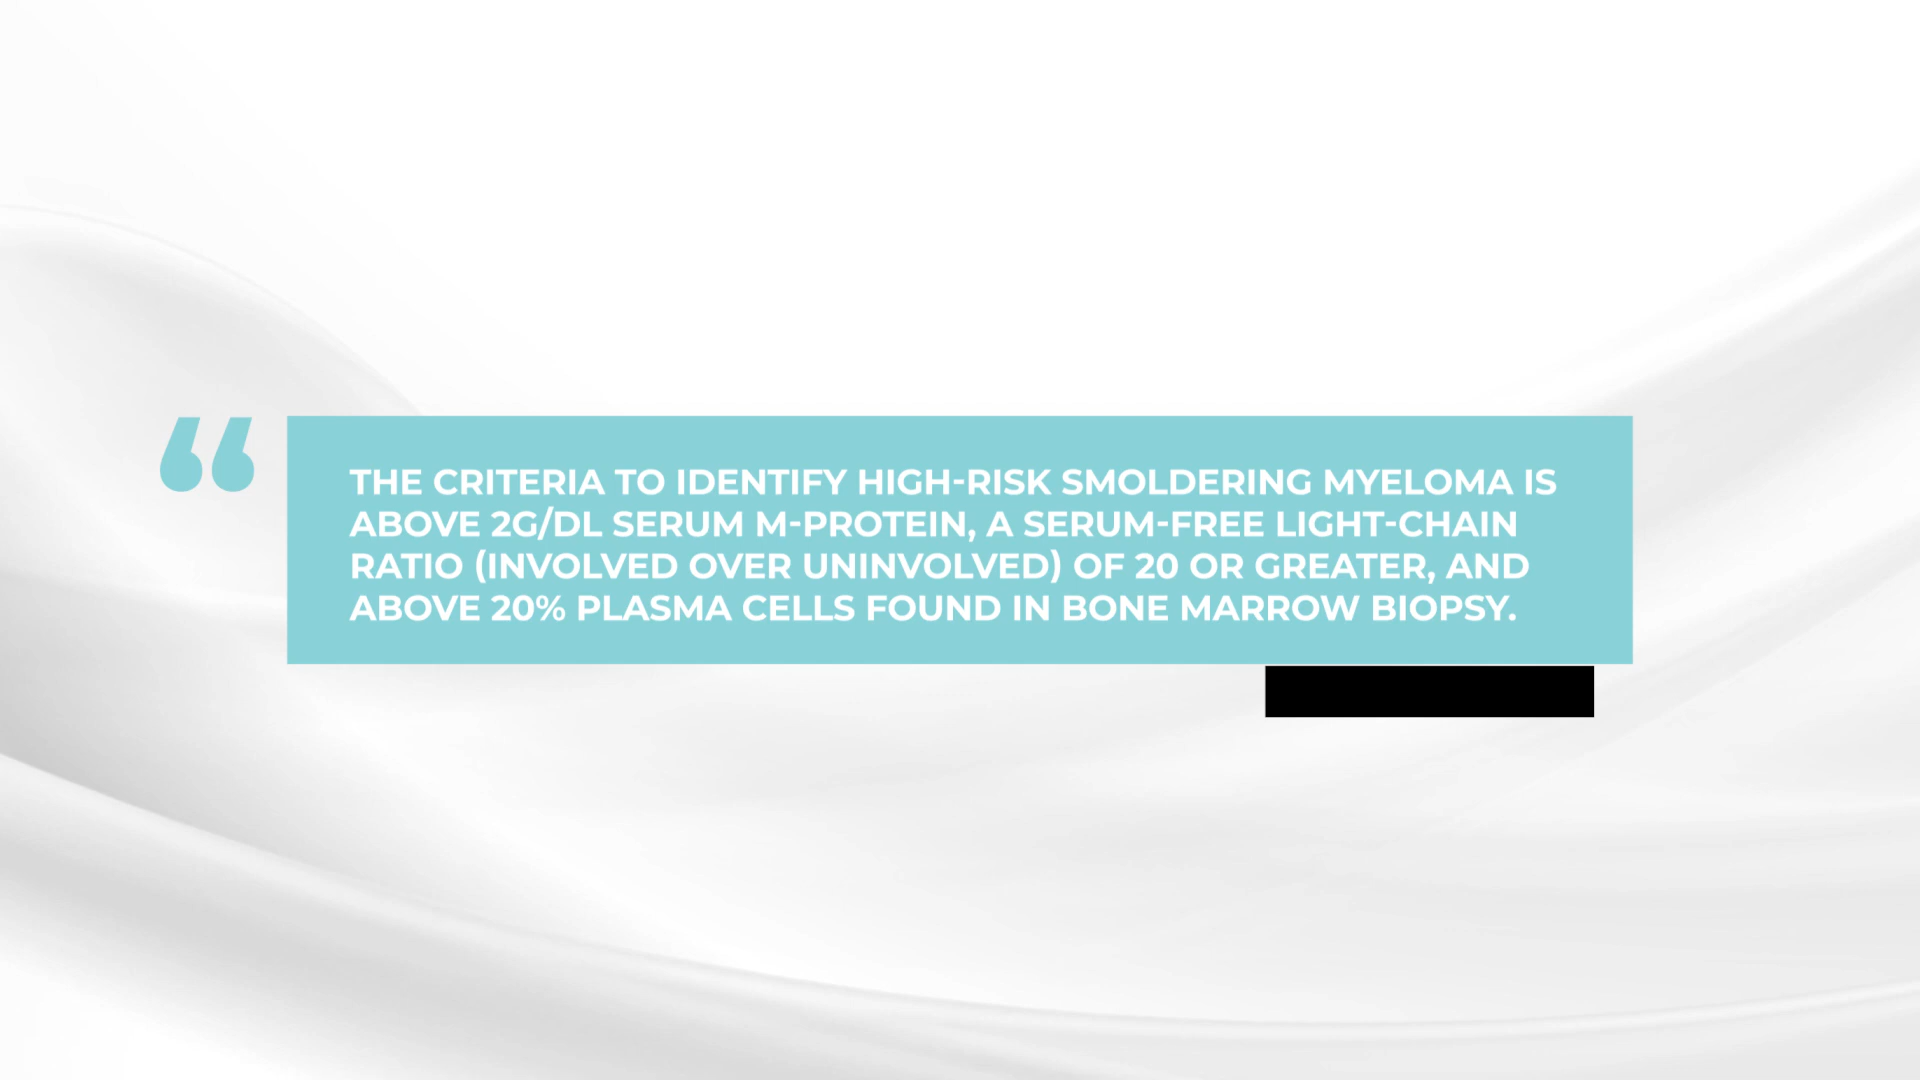 “
THE CRITERIA TO IDENTIFY HIGH-RISK SMOLDERING MYELOMA IS
ABOVE 2G/DL SERUM M-PROTEIN, A SERUM-FREE LIGHT-CHAIN
RATIO (INVOLVED OVER UNINVOLVED) OF 20 OR GREATER, AND
ABOVE 20% PLASMA CELLS FOUND IN BONE MARROW BIOPSY.